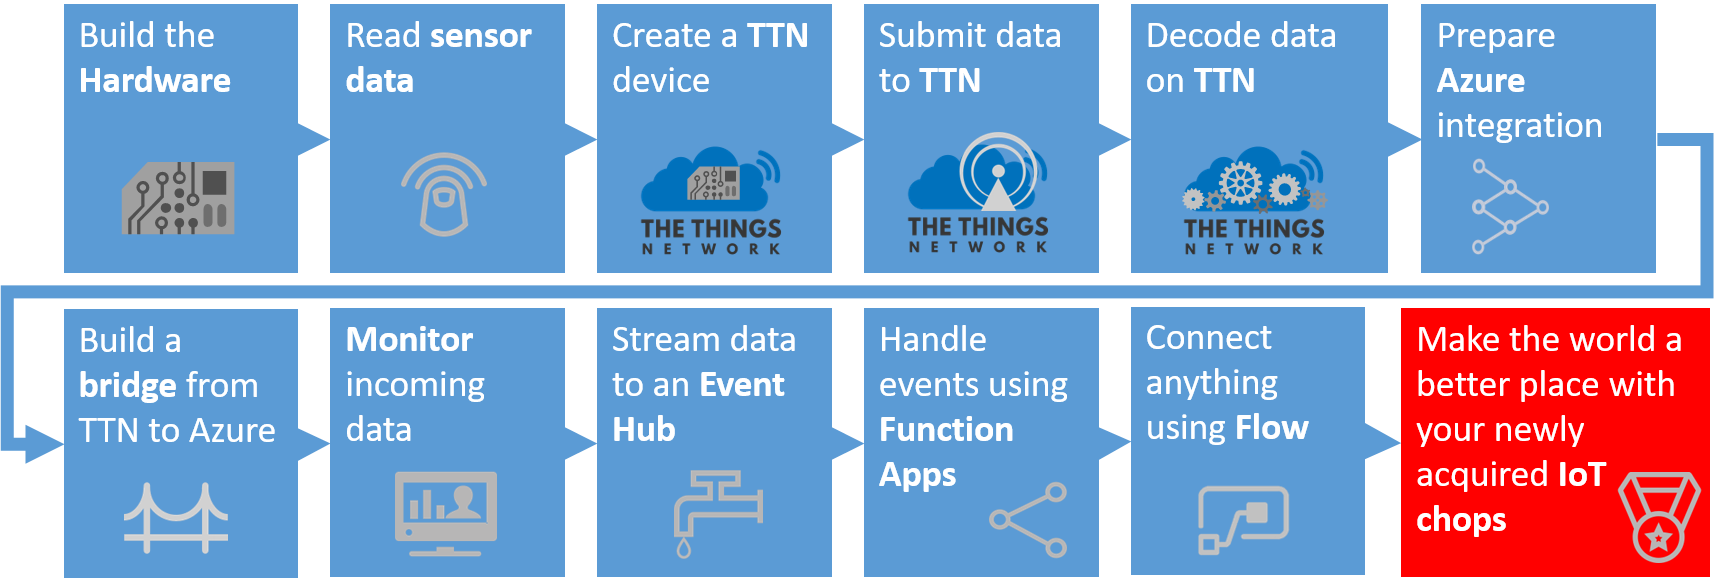 Build the
Hardware
Read sensor
data
Create a TTN
device
THE THINGS
NETWORK
Submit data
to TTN
THE THINGS
NETWORK
Decode data
on TTN
THE THINGS
NETWORK
Prepare
Azure
integration
Build a
bridge from
TTN to Azure
Monitor
incoming
data
Stream data
to an Event
Hub
Handle
events using
Function
Apps
Connect
anything
using Flow
Make the world a
better place with
your newly
acquired IoT
chops